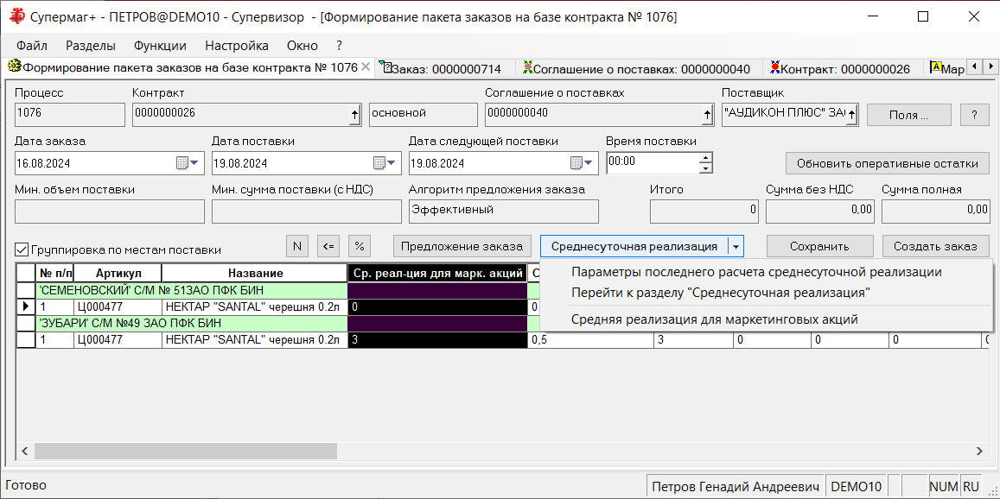 Супермаг+ - ПЕТРОВ@DEMO10 - Супервизор - [Формирование пакета заказов на базе контракта № 1076]
Файл Разделы Функции Настройка Окно ?
Формирование пакета заказов на базе контракта № 1076 Заказ: 0000000714 Соглашение о поставках: 0000000040 Контракт: 0000000026 Мар
Процесс Контракт Соглашение о поставках Поставщик
1076 0000000026 основной 0000000040 "АУДИКОН ПЛЮС" ЗА Поля ... ?
Дата заказа Дата поставки Дата следующей поставки Время поставки
16.08.2024 19.08.2024 19.08.2024 00:00 Обновить оперативные остатки
Мин. объем поставки Мин. сумма поставки (с НДС) Алгоритм предложения заказа Итого Сумма без НДС Сумма полная
Эффективный 0 0,00 0,00
Группировка по местам поставки N <= % Предложение заказа Среднесуточная реализация Сохранить Создать заказ
Параметры последнего расчета среднесуточной реализации
Перейти к разделу "Среднесуточная реализация"
Средняя реализация для маркетинговых акций
№ п/п Артикул Название Ср. реал-ция для марк. акций С
'СЕМЕНОВСКИЙ' С/М № 51ЗАО ПФК БИН
1 Ц000477 НЕКТАР "SANTAL" черешня 0.2л 0 0
'ЗУБАРИ' С/М №49 ЗАО ПФК БИН
1 Ц000477 НЕКТАР "SANTAL" черешня 0.2л 3 0,5 3 0 0 0 0
Готово Петров Генадий Андреевич DEMO10 NUM RU